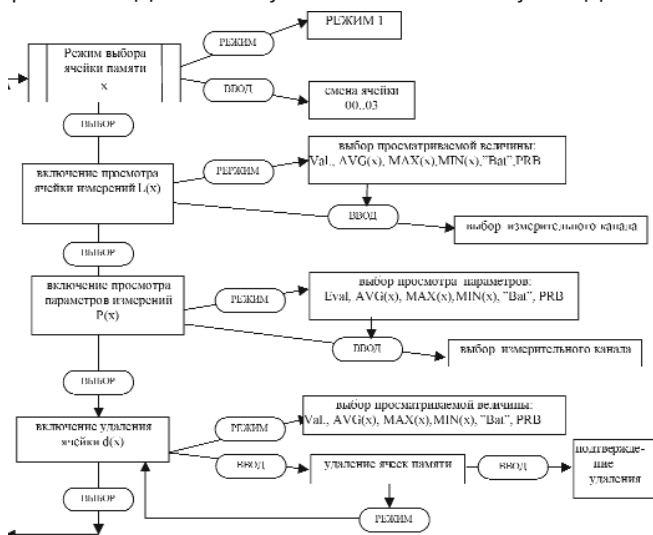 РЕЖИМ 1
РЕЖИМ
Режим выбора
ячейки памяти
x
ВВОД
смена ячейки
00..03
ВЫБОР
выбор просматриваемой величины:
Val., AVG(x), MAX(x),MIN(x),"Bat",PRB
включение просмотра
ячейки измерений L(x)
РЕРЖИМ
ВВОД
выбор измерительного канала
ВЫБОР
включение просмотра
параметров измерений
P(x)
выбор просмотра параметров:
Eval, AVG(x), MAX(x),MIN(x), "Bat", PRB
РЕЖИМ
ВВОД
выбор измерительного канала
ВЫБОР
выбор просматриваемой величины:
Val., AVG(x), MAX(x),MIN(x), "Bat", PRB
включение удаления
ячейки d(x)
РЕЖИМ
ВВОД
удаление ячеек памяти
ВВОД
подтвержде-
ние
удаления
ВЫБОР
РЕЖИМ